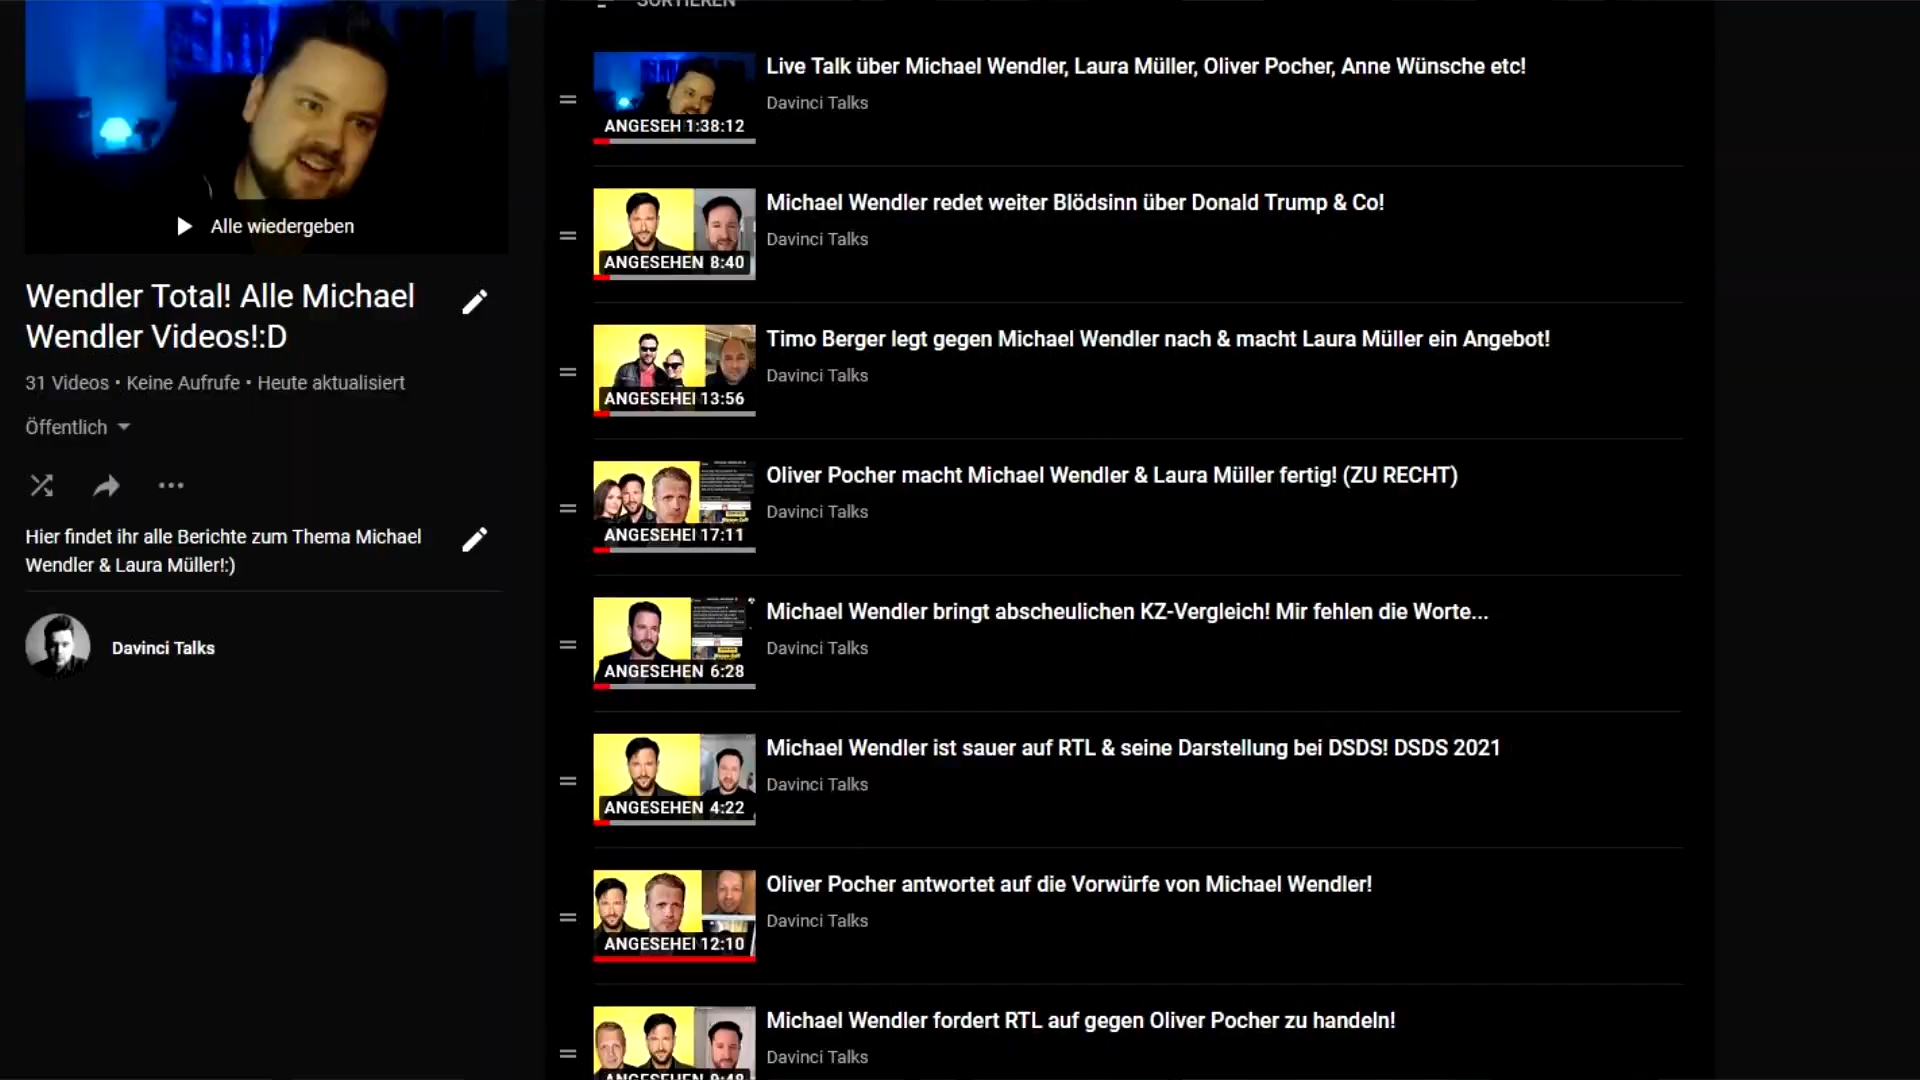 SORTIEREN
Alle wiedergeben
Wendler Total! Alle Michael
Wendler Videos!:D
31 Videos • Keine Aufrufe • Heute aktualisiert
Öffentlich
Hier findet ihr alle Berichte zum Thema Michael
Wendler & Laura Müller!:)
Davinci Talks
Live Talk über Michael Wendler, Laura Müller, Oliver Pocher, Anne Wünsche etc!
Davinci Talks
ANGESEH 1:38:12
Michael Wendler redet weiter Blödsinn über Donald Trump & Co!
Davinci Talks
ANGESEHEN 8:40
Timo Berger legt gegen Michael Wendler nach & macht Laura Müller ein Angebot!
Davinci Talks
ANGESEHEI 13:56
Oliver Pocher macht Michael Wendler & Laura Müller fertig! (ZU RECHT)
Davinci Talks
ANGESEHEI 17:11
Michael Wendler bringt abscheulichen KZ-Vergleich! Mir fehlen die Worte...
Davinci Talks
ANGESEHEN 6:28
Michael Wendler ist sauer auf RTL & seine Darstellung bei DSDS! DSDS 2021
Davinci Talks
ANGESEHEN 4:22
Oliver Pocher antwortet auf die Vorwürfe von Michael Wendler!
Davinci Talks
ANGESEHEI 12:10
Michael Wendler fordert RTL auf gegen Oliver Pocher zu handeln!
Davinci Talks
ANGESEHEN 9:48